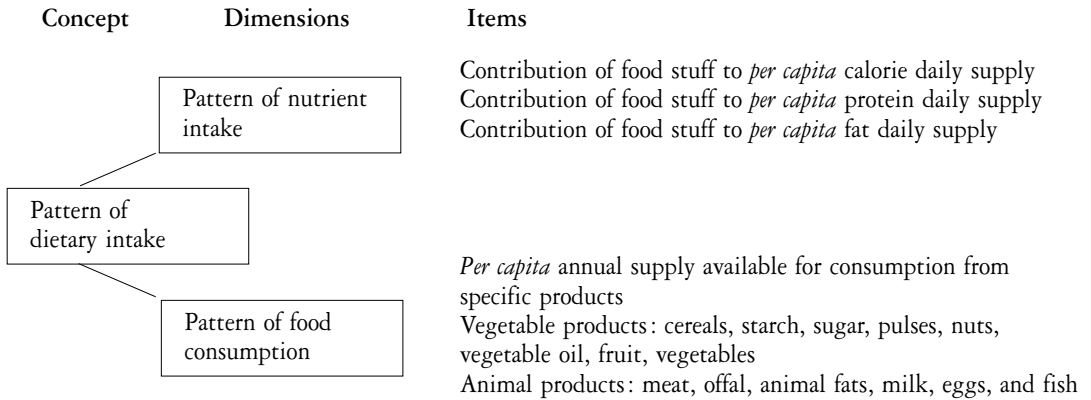 Concept Dimensions Items
Contribution of food stuff to per capita calorie daily supply
Pattern of nutrient
intake
Contribution of food stuff to per capita protein daily supply
Contribution of food stuff to per capita fat daily supply
Pattern of
dietary intake
Per capita annual supply available for consumption from
specific products
Pattern of food
consumption
Vegetable products: cereals, starch, sugar, pulses, nuts,
vegetable oil, fruit, vegetables
Animal products: meat, offal, animal fats, milk, eggs, and fish